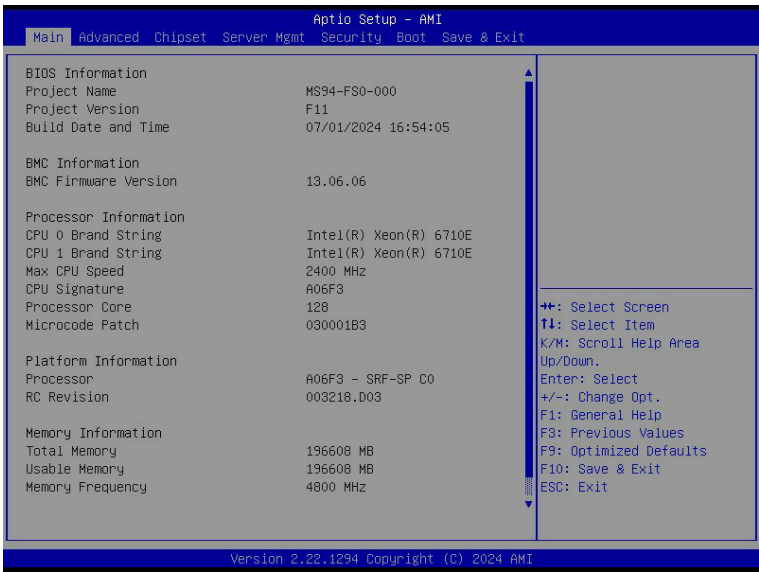 Aptio Setup – AMI
Main Advanced Chipset Server Mgmt Security Boot Save & Exit
BIOS Information
Project Name MS94-FS0-000
Project Version F11
Build Date and Time 07/01/2024 16:54:05
BMC Information
BMC Firmware Version 13.06.06
Processor Information
CPU 0 Brand String Intel(R) Xeon(R) 6710E
CPU 1 Brand String Intel(R) Xeon(R) 6710E
Max CPU Speed 2400 MHz
CPU Signature A06F3
Processor Core 128
Microcode Patch 030001B3
Platform Information
Processor A06F3 - SRF-SP C0
RC Revision 003218.D03
Memory Information
Total Memory 196608 MB
Usable Memory 196608 MB
Memory Frequency 4800 MHz
→←: Select Screen
↑↓: Select Item
K/M: Scroll Help Area
Up/Down.
Enter: Select
+/-: Change Opt.
F1: General Help
F3: Previous Values
F9: Optimized Defaults
F10: Save & Exit
ESC: Exit
Version 2.22.1294 Copyright (C) 2024 AMI